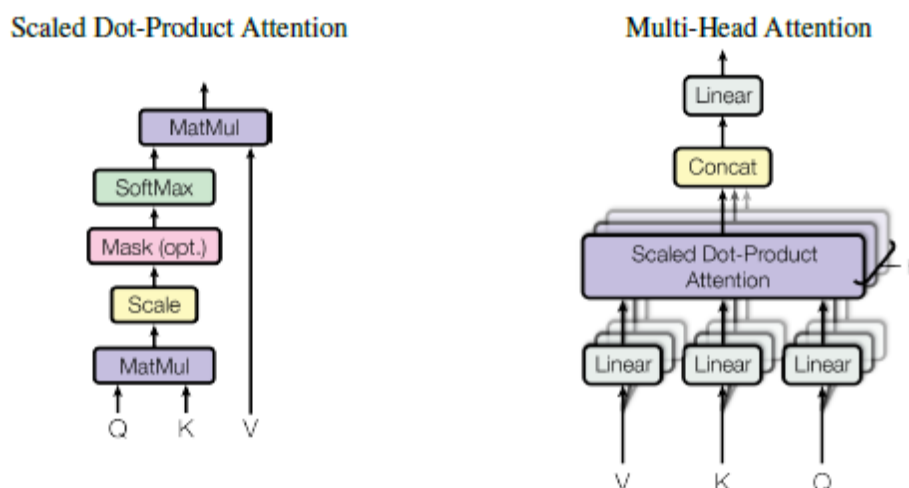 Scaled Dot-Product Attention
MatMul
SoftMax
Mask (opt.)
Scale
MatMul
Q K V
Multi-Head Attention
Linear
Concat
Scaled Dot-Product
Attention
Linear Linear Linear
V K Q